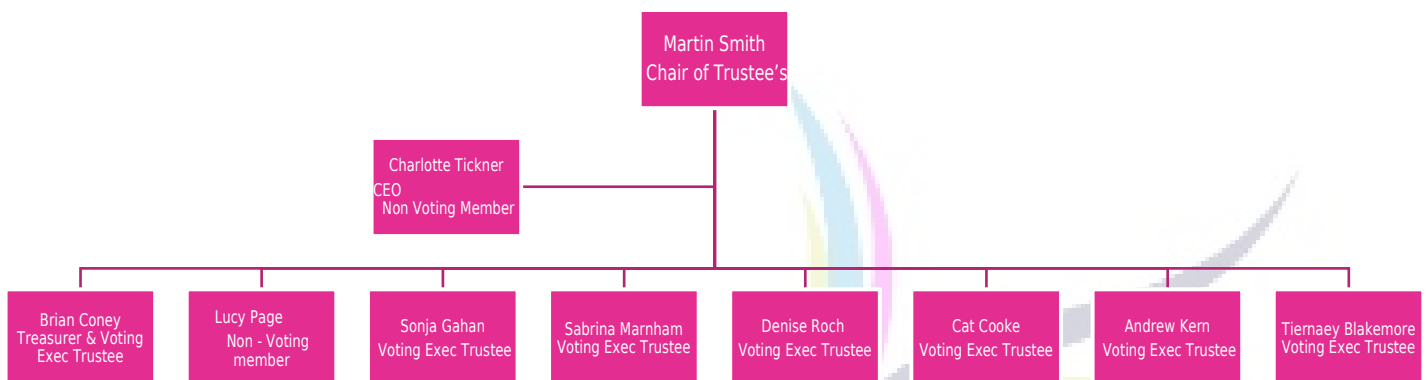 Martin Smith
Chair of Trustee’s
Charlotte Tickner
CEO
Non Voting Member
Brian Coney
Treasurer & Voting
Exec Trustee
Lucy Page
Non - Voting
member
Sonja Gahan
Voting Exec Trustee
Sabrina Marnham
Voting Exec Trustee
Denise Roch
Voting Exec Trustee
Cat Cooke
Voting Exec Trustee
Andrew Kern
Voting Exec Trustee
Tiernaey Blakemore
Voting Exec Trustee